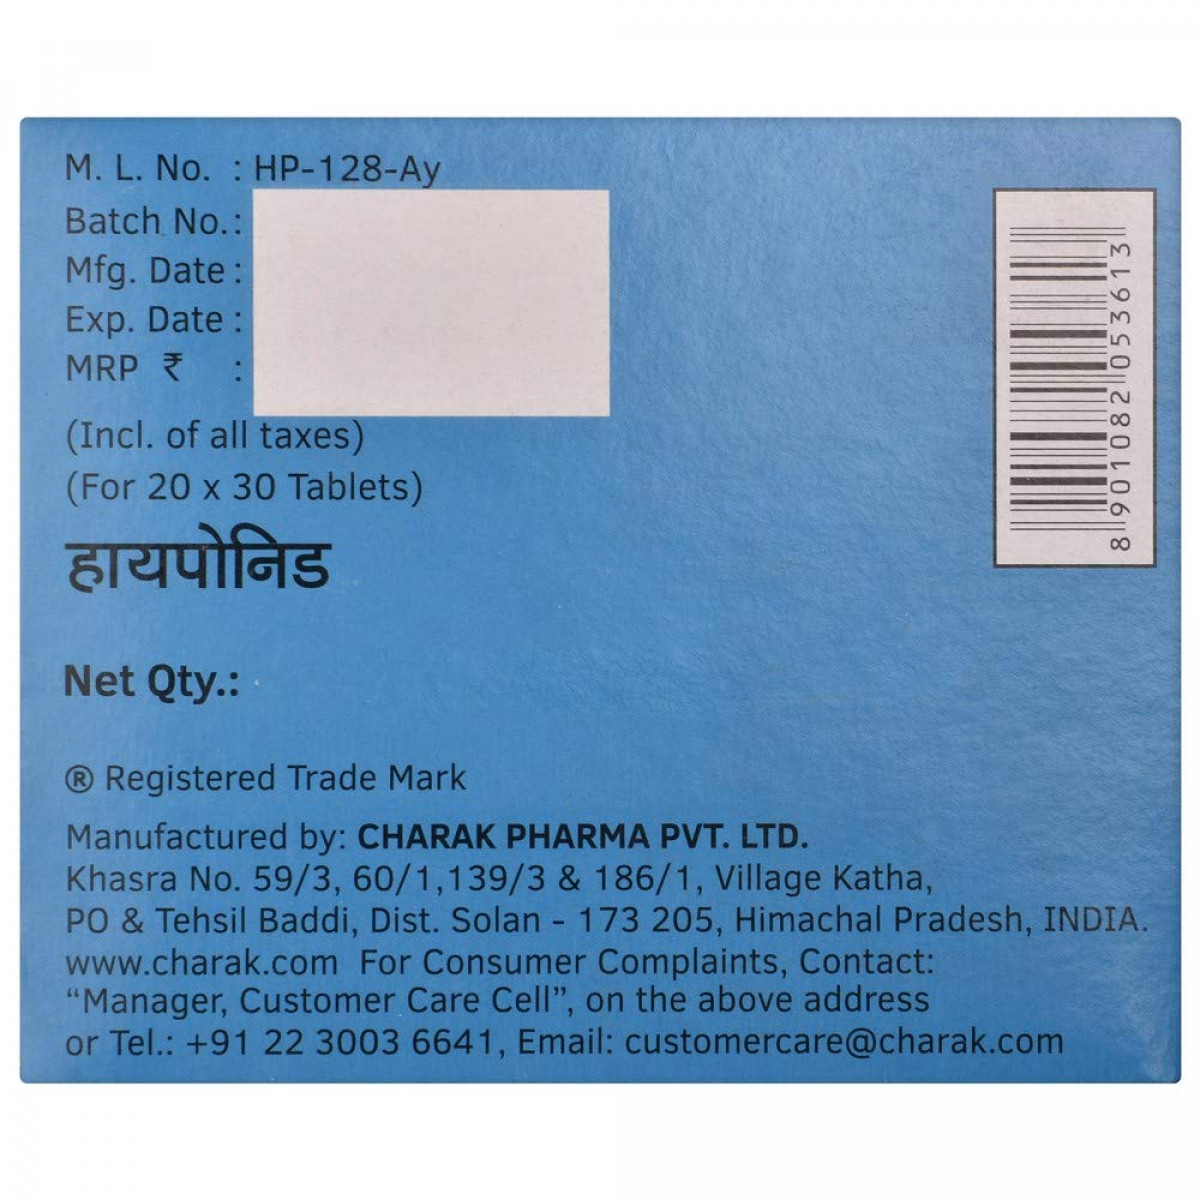 M. L. No. : HP-128-Ay
Batch No.:
Mfg. Date :
Exp. Date :
MRP ₹ :
(Incl. of all taxes)
(For 20 x 30 Tablets)
हायपोनिड
Net Qty.:
® Registered Trade Mark
Manufactured by: CHARAK PHARMA PVT. LTD.
Khasra No. 59/3, 60/1,139/3 & 186/1, Village Katha,
PO & Tehsil Baddi, Dist. Solan - 173 205, Himachal Pradesh, INDIA.
www.charak.com For Consumer Complaints, Contact:
“Manager, Customer Care Cell”, on the above address
or Tel.: +91 22 3003 6641, Email: customercare@charak.com
8 901082 053613